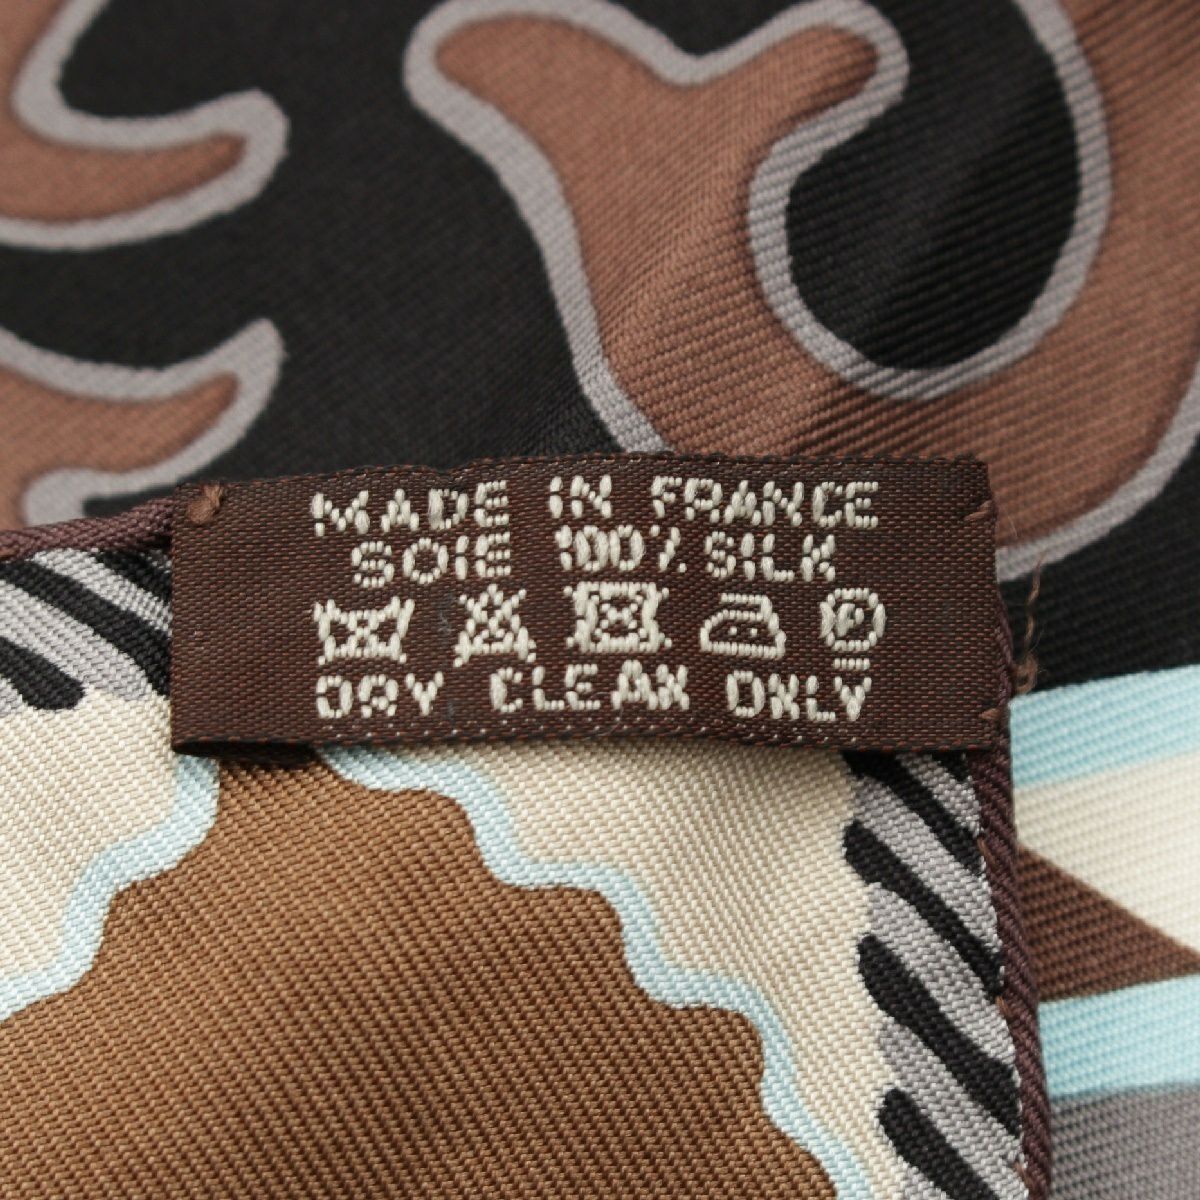 MADE IN FRANCE
SOIE 100% SILK
P
DRY CLEAN ONLY